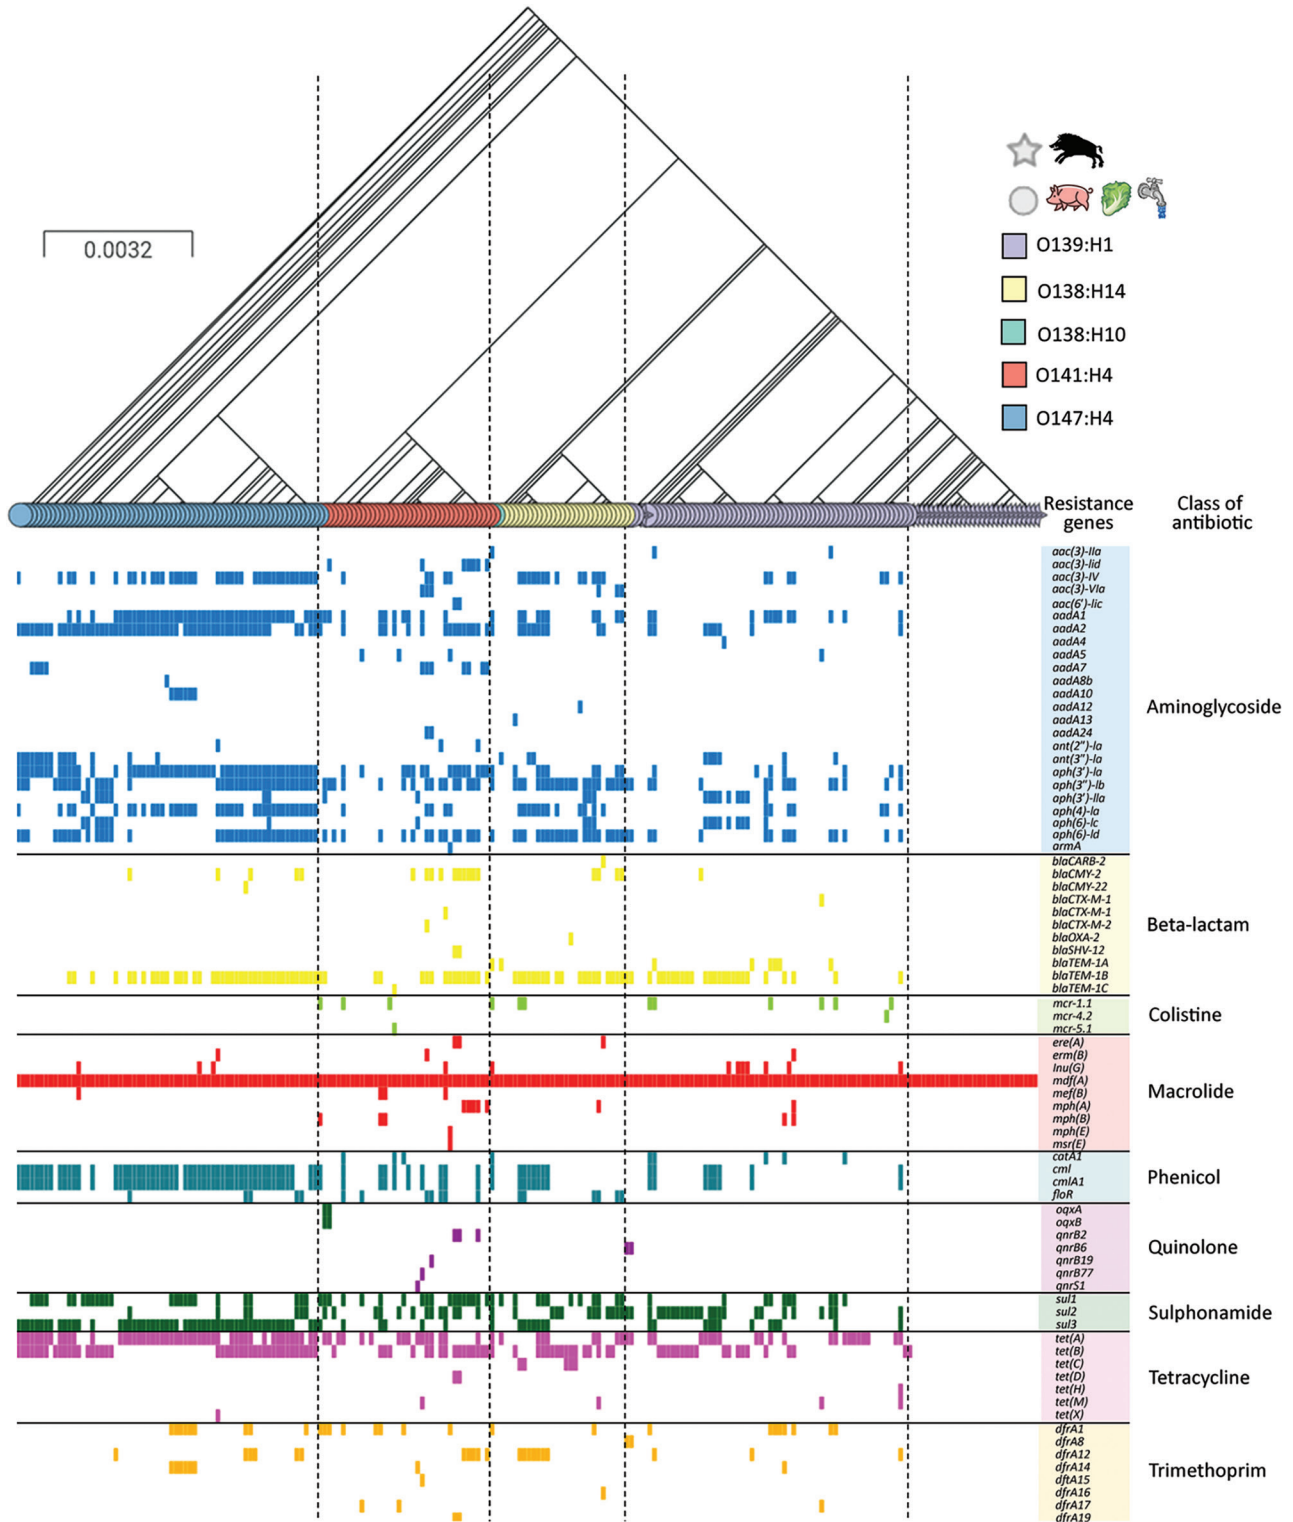 0.0032
O139:H1
O138:H14
O138:H10
O141:H4
O147:H4
Resistance genes
Class of antibiotic
aac(3)-IIa
aac(3)-IId
aac(3)-IV
aac(3)-VIa
aac(6')-Iic
aadA1
aadA2
aadA4
aadA5
aadA7
aadA8b
aadA10
aadA12
aadA13
aadA24
ant(2")-Ia
ant(3")-Ia
aph(3')-Ia
aph(3")-Ib
aph(3')-IIa
aph(4)-Ia
aph(6)-Ic
aph(6)-Id
armA
Aminoglycoside
blaCARB-2
blaCMY-2
blaCMY-22
blaCTX-M-1
blaCTX-M-1
blaCTX-M-2
blaOXA-2
blaSHV-12
blaTEM-1A
blaTEM-1B
blaTEM-1C
Beta-lactam
mcr-1.1
mcr-4.2
mcr-5.1
Colistine
ere(A)
erm(B)
lnu(G)
mdf(A)
mef(B)
mph(A)
mph(B)
mph(E)
msr(E)
Macrolide
catA1
cml
cmlA1
floR
Phenicol
oqxA
oqxB
qnrB2
qnrB6
qnrB19
qnrB77
qnrS1
Quinolone
sul1
sul2
sul3
Sulphonamide
tet(A)
tet(B)
tet(C)
tet(D)
tet(H)
tet(M)
tet(X)
Tetracycline
dfrA1
dfrA8
dfrA12
dfrA14
dftA15
dfrA16
dfrA17
dfrA19
Trimethoprim